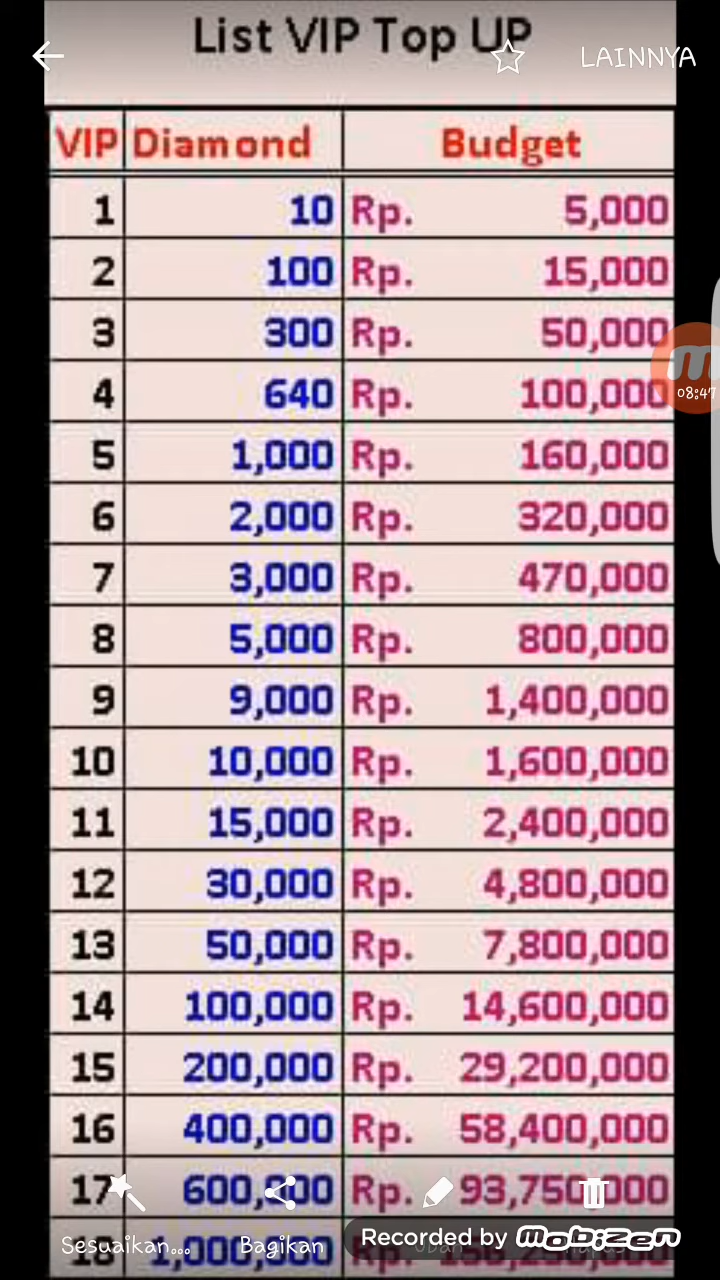 List VIP Top UP
LAINNYA
VIP Diamond Budget
1 10 Rp. 5,000
2 100 Rp. 15,000
3 300 Rp. 50,000
08:47
4 640 Rp. 100,000
5 1,000 Rp. 160,000
6 2,000 Rp. 320,000
7 3,000 Rp. 470,000
8 5,000 Rp. 800,000
9 9,000 Rp. 1,400,000
10 10,000 Rp. 1,600,000
11 15,000 Rp. 2,400,000
12 30,000 Rp. 4,800,000
13 50,000 Rp. 7,800,000
14 100,000 Rp. 14,600,000
15 200,000 Rp. 29,200,000
16 400,000 Rp. 58,400,000
17 600,000 Rp. 93,750,000
18 1,000,000 Rp.
Sesuaikan... Bagikan
Recorded by mobizen